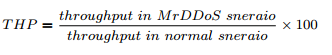 THP = throughput in MrDDoS sneraio / throughput in normal sneraio × 100